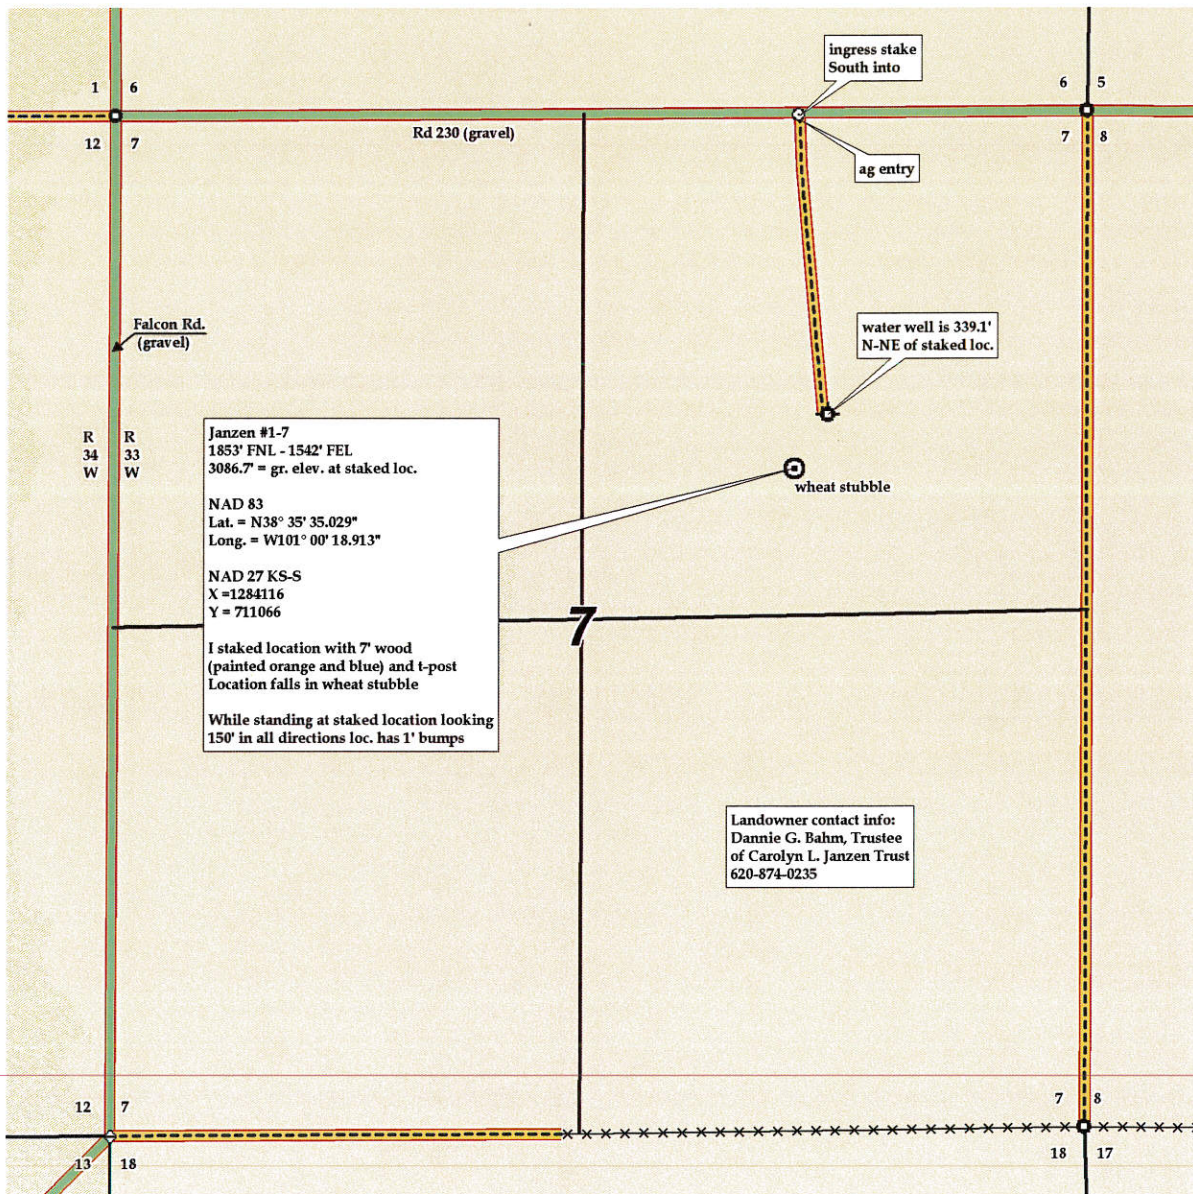 ingress stake
South into
1 6
6 5
Rd 230 (gravel)
12 7
7 8
ag entry
Falcon Rd.
(gravel)
water well is 339.1'
N-NE of staked loc.
R R
34 33
W W
Janzen #1-7
1853' FNL - 1542' FEL
3086.7' = gr. elev. at staked loc.
NAD 83
Lat. = N38° 35' 35.029"
Long. = W101° 00' 18.913"
NAD 27 KS-S
X =1284116
Y = 711066
I staked location with 7' wood
(painted orange and blue) and t-post
Location falls in wheat stubble
While standing at staked location looking
150' in all directions loc. has 1' bumps
wheat stubble
7
Landowner contact info:
Dannie G. Bahm, Trustee
of Carolyn L. Janzen Trust
620-874-0235
12 7
7 8
13 18
18 17